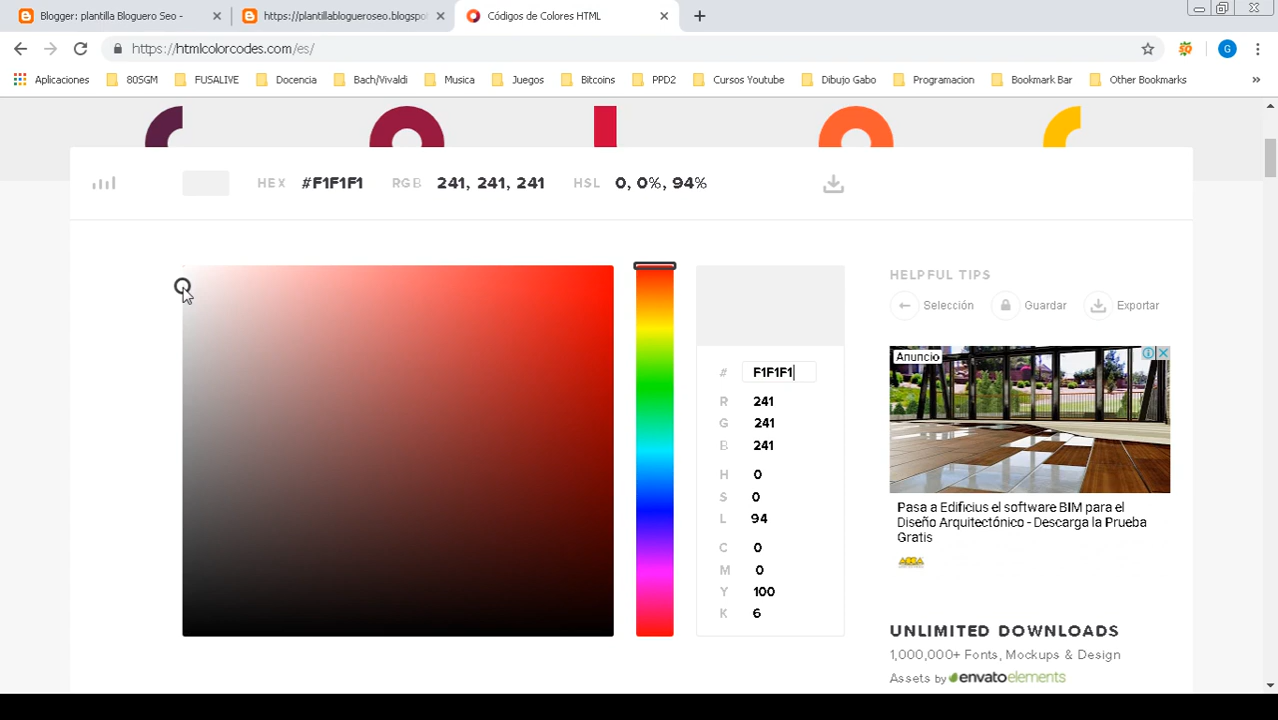 Blogger: plantilla Bloguero Seo -
https://plantillablogueroseo.blogspo
Códigos de Colores HTML
https://htmlcolorcodes.com/es/
G
Aplicaciones 80SGM FUSALIVE Docencia Bach/Vivaldi Musica Juegos Bitcoins PPD2 Cursos Youtube Dibujo Gabo Programacion Bookmark Bar Other Bookmarks »
HEX #F1F1F1 RGB 241, 241, 241 HSL 0, 0%, 94%
HELPFUL TIPS
Selección Guardar Exportar
Anuncio
# F1F1F1
R 241
G 241
B 241
H 0
S 0
L 94
C 0
M 0
Y 100
K 6
Pasa a Edificius el software BIM para el
Diseño Arquitectónico - Descarga la Prueba
Gratis
UNLIMITED DOWNLOADS
1,000,000+ Fonts, Mockups & Design
Assets by envatoelements